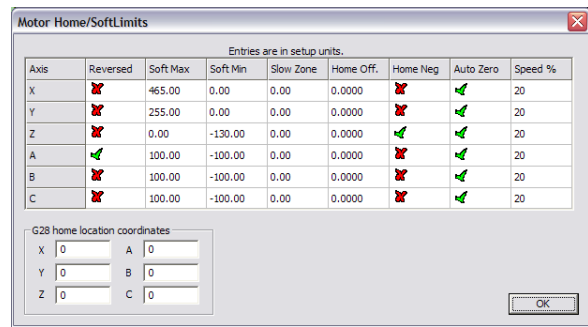 Motor Home/SoftLimits
Entries are in setup units.
Axis Reversed Soft Max Soft Min Slow Zone Home Off. Home Neg Auto Zero Speed %
X 465.00 0.00 0.00 0.0000 20
Y 255.00 0.00 0.00 0.0000 20
Z 0.00 -130.00 0.00 0.0000 20
A 100.00 -100.00 0.00 0.0000 20
B 100.00 -100.00 0.00 0.0000 20
C 100.00 -100.00 0.00 0.0000 20
G28 home location coordinates
X 0 A 0
Y 0 B 0
Z 0 C 0
OK